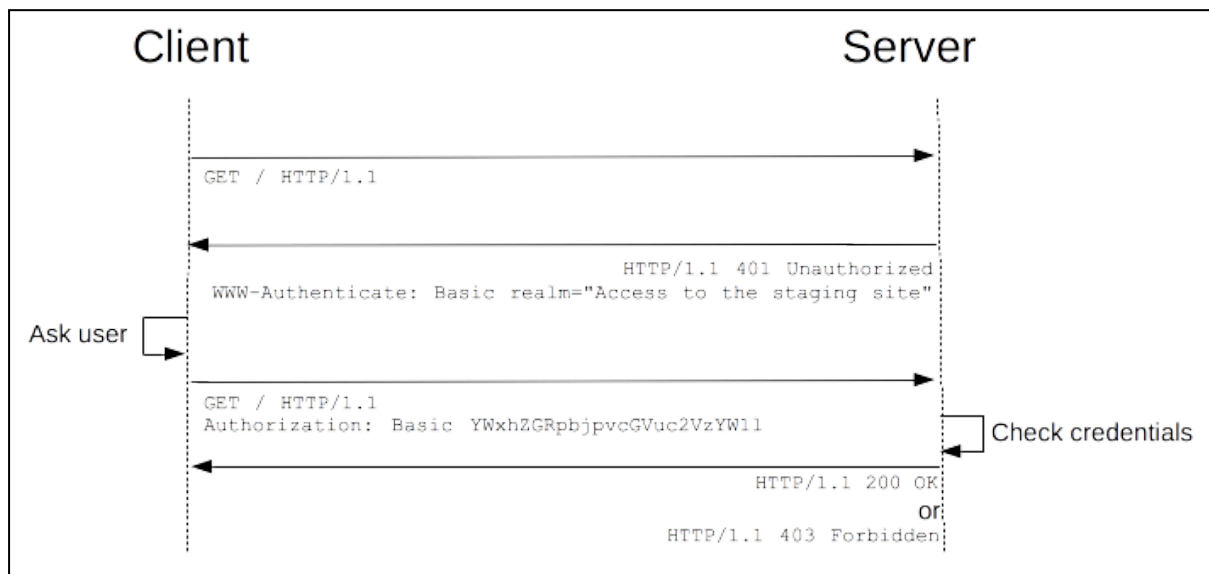 Client
Server
GET / HTTP/1.1
HTTP/1.1 401 Unauthorized
WWW-Authenticate: Basic realm="Access to the staging site"
Ask user
GET / HTTP/1.1
Authorization: Basic YWxhZGRpbjpvcGVuc2VzYW1l
Check credentials
HTTP/1.1 200 OK
or
HTTP/1.1 403 Forbidden